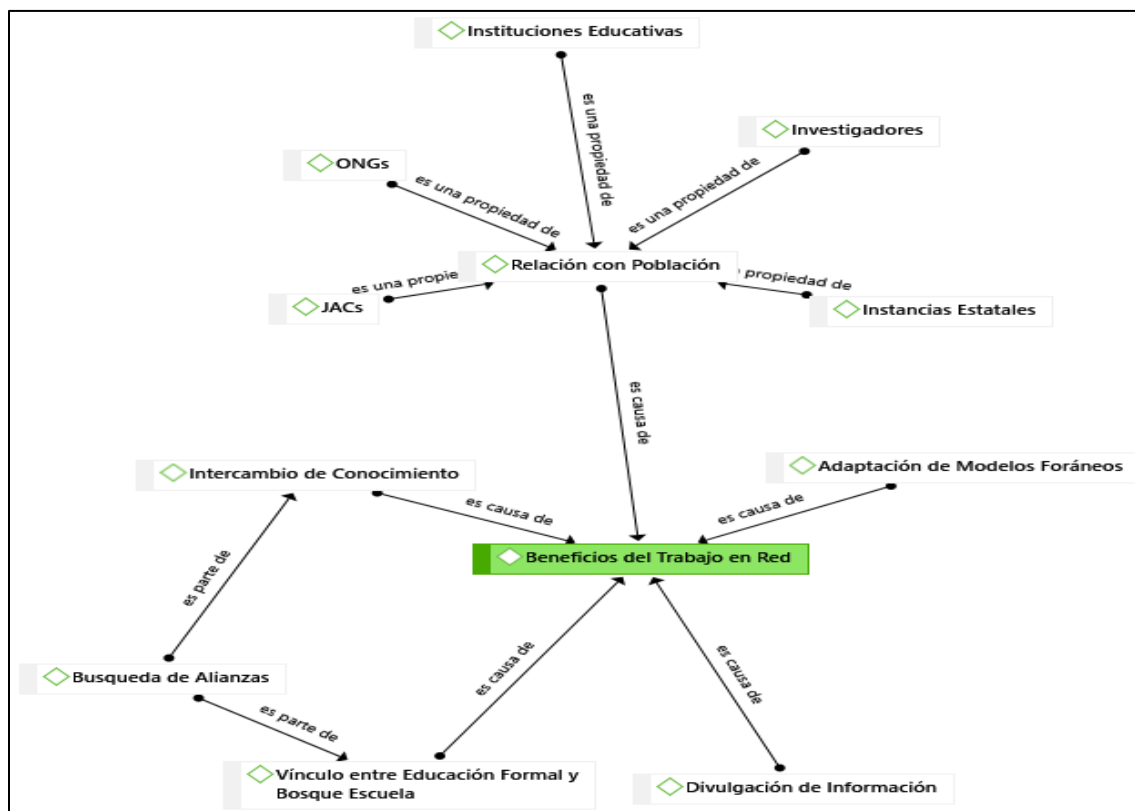 Instituciones Educativas
es una propiedad de
Investigadores
es una propiedad de
ONGs
es una propiedad de
Relación con Población
es una propie
JACs
propiedad de
Instancias Estatales
es causa de
Intercambio de Conocimiento
es causa de
Adaptación de Modelos Foráneos
es causa de
Beneficios del Trabajo en Red
es parte de
Busqueda de Alianzas
es parte de
es causa de
es causa de
Vínculo entre Educación Formal y
Bosque Escuela
Divulgación de Información